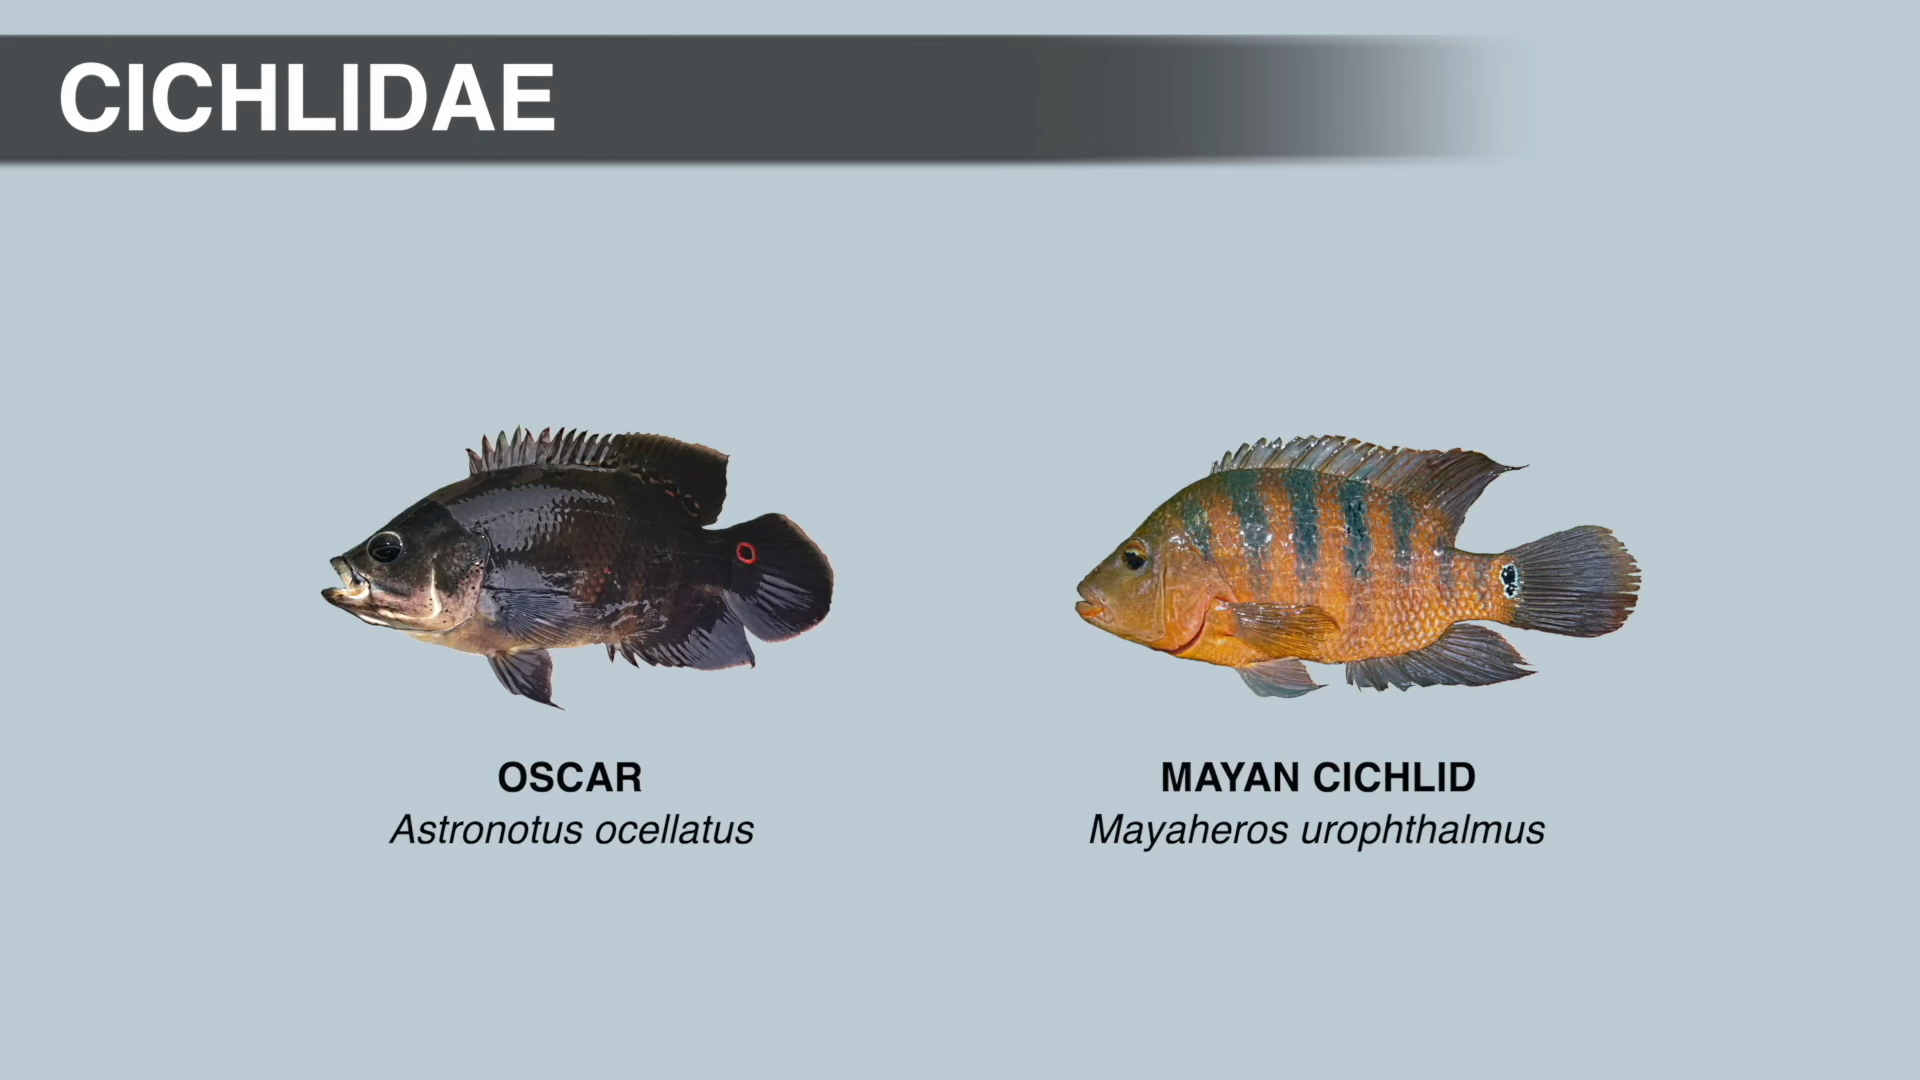 CICHLIDAE
OSCAR
Astronotus ocellatus
MAYAN CICHLID
Mayaheros urophthalmus